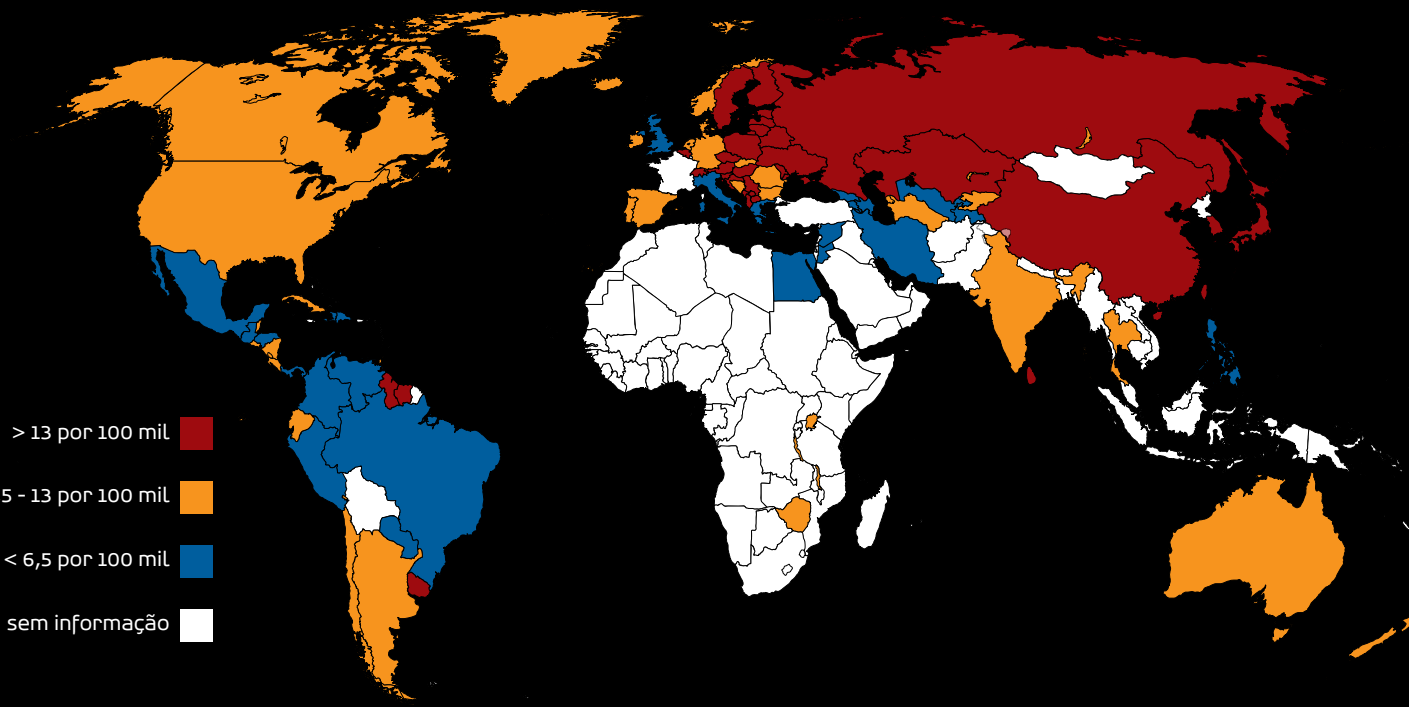 > 13 por 100 mil
5 - 13 por 100 mil
< 6,5 por 100 mil
sem informação